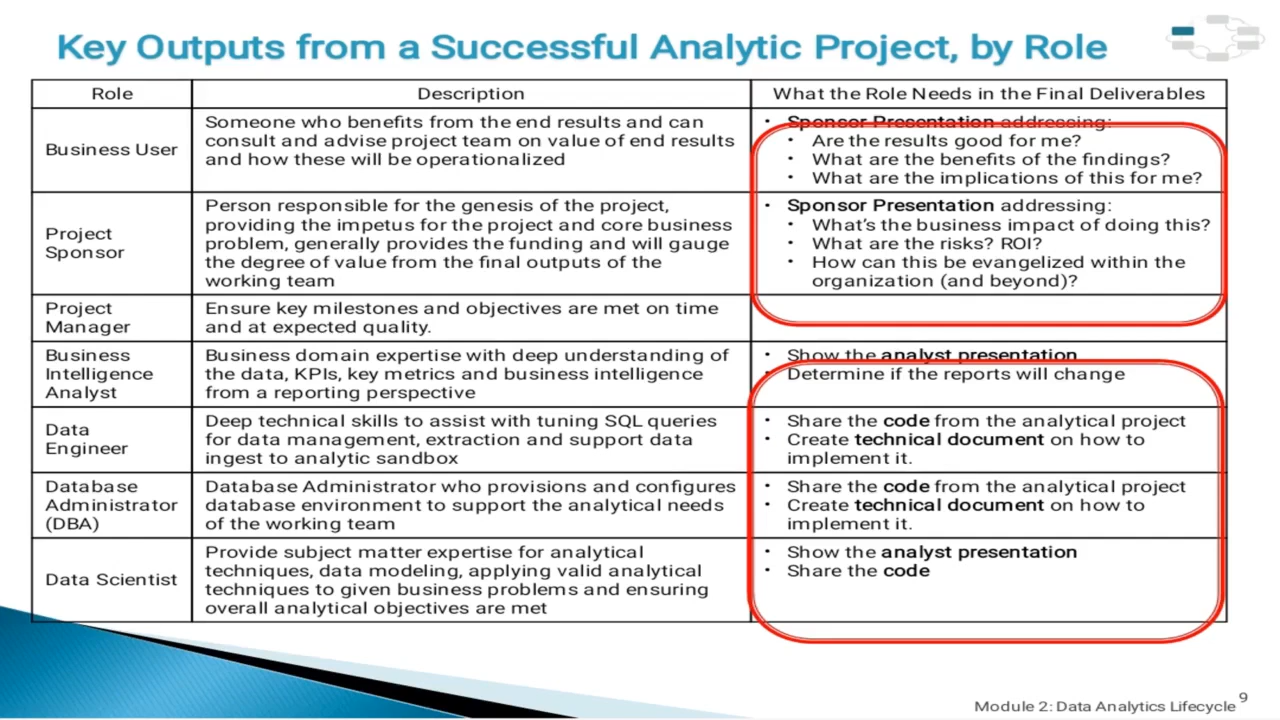 Key Outputs from a Successful Analytic Project, by Role
Role
Description
What the Role Needs in the Final Deliverables
Business User
Someone who benefits from the end results and can
consult and advise project team on value of end results
and how these will be operationalized
• Sponsor Presentation addressing:
• Are the results good for me?
• What are the benefits of the findings?
• What are the implications of this for me?
Project
Sponsor
Person responsible for the genesis of the project,
providing the impetus for the project and core business
problem, generally provides the funding and will gauge
the degree of value from the final outputs of the
working team
• Sponsor Presentation addressing:
• What's the business impact of doing this?
• What are the risks? ROI?
• How can this be evangelized within the
organization (and beyond)?
Project
Manager
Ensure key milestones and objectives are met on time
and at expected quality.
Business
Intelligence
Analyst
Business domain expertise with deep understanding of
the data, KPIs, key metrics and business intelligence
from a reporting perspective
• Show the analyst presentation
• Determine if the reports will change
Data
Engineer
Deep technical skills to assist with tuning SQL queries
for data management, extraction and support data
ingest to analytic sandbox
• Share the code from the analytical project
• Create technical document on how to
implement it.
Database
Administrator
(DBA)
Database Administrator who provisions and configures
database environment to support the analytical needs
of the working team
• Share the code from the analytical project
• Create technical document on how to
implement it.
Data Scientist
Provide subject matter expertise for analytical
techniques, data modeling, applying valid analytical
techniques to given business problems and ensuring
overall analytical objectives are met
• Show the analyst presentation
• Share the code
Module 2: Data Analytics Lifecycle
9